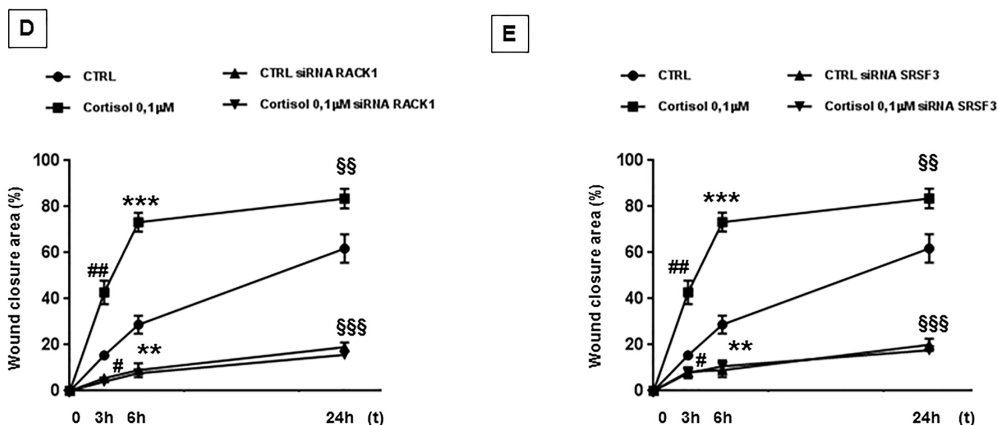 D
CTRL
CTRL siRNA RACK1
Cortisol 0,1µM
Cortisol 0,1µM siRNA RACK1
Wound closure area (%)
100
80
60
40
20
0
##
***
§§
#
**
§§§
0 3h 6h 24h (t)
E
CTRL
CTRL siRNA SRSF3
Cortisol 0,1µM
Cortisol 0,1µM siRNA SRSF3
Wound closure area (%)
100
80
60
40
20
0
##
***
§§
#
**
§§§
0 3h 6h 24h (t)